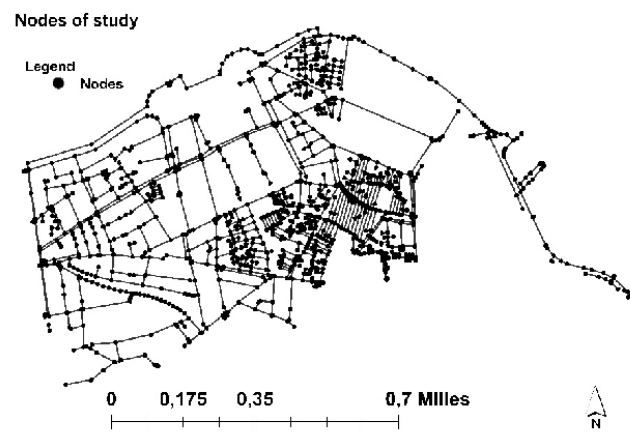 Nodes of study
Legend
Nodes
0 0,175 0,35 0,7 Milles
N